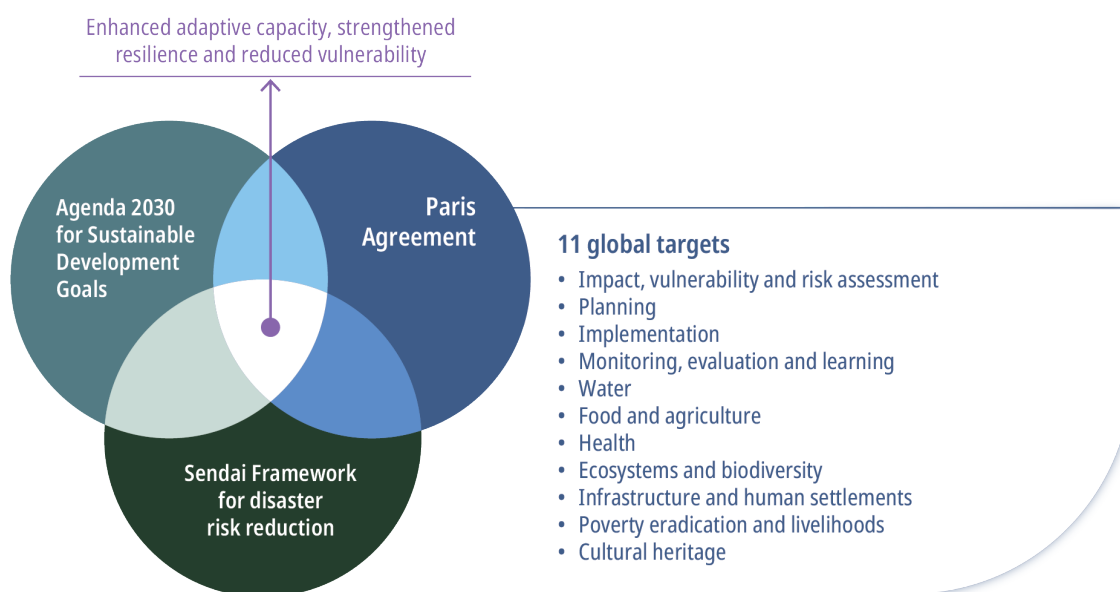 Enhanced adaptive capacity, strengthened
resilience and reduced vulnerability
Agenda 2030
for Sustainable
Development
Goals
Paris
Agreement
Sendai Framework
for disaster
risk reduction
11 global targets
• Impact, vulnerability and risk assessment
• Planning
• Implementation
• Monitoring, evaluation and learning
• Water
• Food and agriculture
• Health
• Ecosystems and biodiversity
• Infrastructure and human settlements
• Poverty eradication and livelihoods
• Cultural heritage